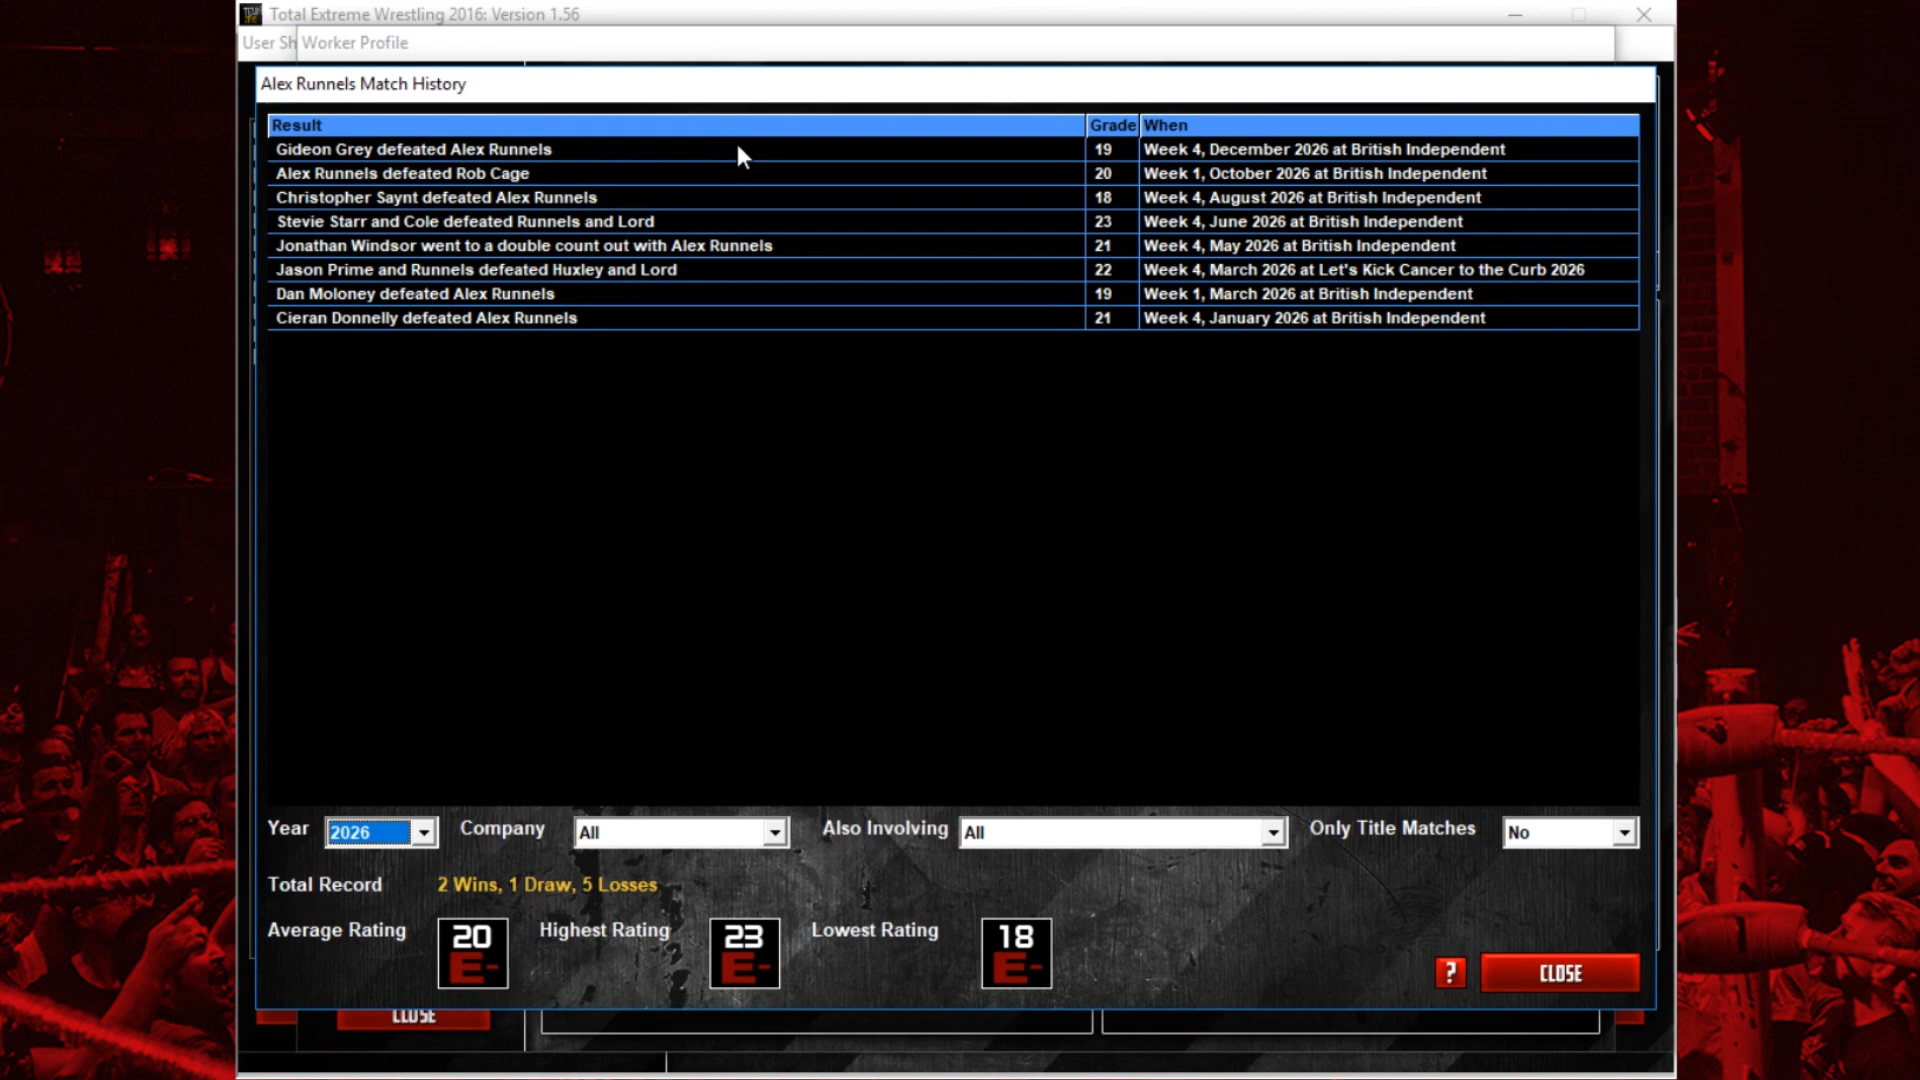 Total Extreme Wrestling 2016: Version 1.56
User Sh Worker Profile
Alex Runnels Match History
Result Grade When
Gideon Grey defeated Alex Runnels 19 Week 4, December 2026 at British Independent
Alex Runnels defeated Rob Cage 20 Week 1, October 2026 at British Independent
Christopher Saynt defeated Alex Runnels 18 Week 4, August 2026 at British Independent
Stevie Starr and Cole defeated Runnels and Lord 23 Week 4, June 2026 at British Independent
Jonathan Windsor went to a double count out with Alex Runnels 21 Week 4, May 2026 at British Independent
Jason Prime and Runnels defeated Huxley and Lord 22 Week 4, March 2026 at Let's Kick Cancer to the Curb 2026
Dan Moloney defeated Alex Runnels 19 Week 1, March 2026 at British Independent
Cieran Donnelly defeated Alex Runnels 21 Week 4, January 2026 at British Independent
Year 2026 Company All Also Involving All Only Title Matches No
Total Record 2 Wins, 1 Draw, 5 Losses
Average Rating 20 E- Highest Rating 23 E- Lowest Rating 18 E-
? CLOSE
CLOSE